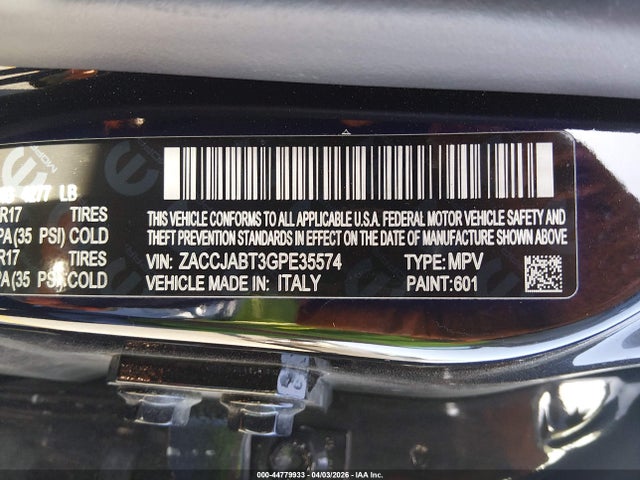 4277 LB
R17 TIRES
PA(35 PSI) COLD
R17 TIRES
PA(35 PSI) COLD
THIS VEHICLE CONFORMS TO ALL APPLICABLE U.S.A. FEDERAL MOTOR VEHICLE SAFETY AND
THEFT PREVENTION STANDARDS IN EFFECT ON THE DATE OF MANUFACTURE SHOWN ABOVE.
VIN: ZACCJABT3GPE35574 TYPE: MPV
VEHICLE MADE IN: ITALY PAINT: 601
000-44779933 | 04/03/2026 | IAA Inc.